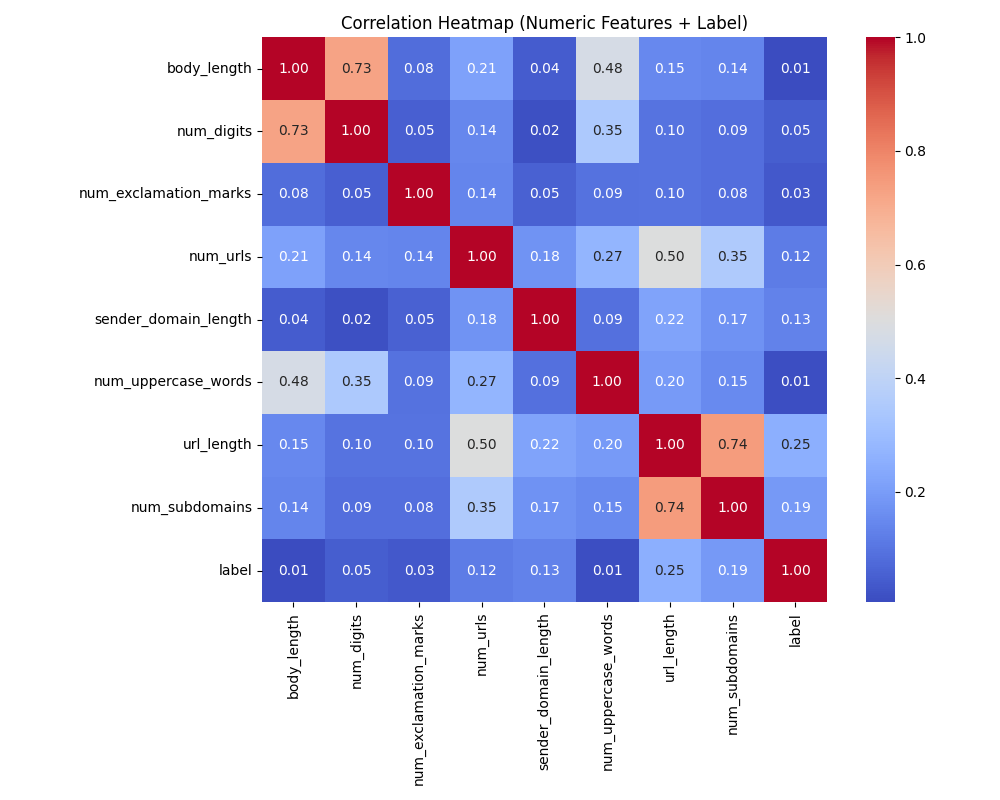 Correlation Heatmap (Numeric Features + Label)
body_length 1.00 0.73 0.08 0.21 0.04 0.48 0.15 0.14 0.01
num_digits 0.73 1.00 0.05 0.14 0.02 0.35 0.10 0.09 0.05
num_exclamation_marks 0.08 0.05 1.00 0.14 0.05 0.09 0.10 0.08 0.03
num_urls 0.21 0.14 0.14 1.00 0.18 0.27 0.50 0.35 0.12
sender_domain_length 0.04 0.02 0.05 0.18 1.00 0.09 0.22 0.17 0.13
num_uppercase_words 0.48 0.35 0.09 0.27 0.09 1.00 0.20 0.15 0.01
url_length 0.15 0.10 0.10 0.50 0.22 0.20 1.00 0.74 0.25
num_subdomains 0.14 0.09 0.08 0.35 0.17 0.15 0.74 1.00 0.19
label 0.01 0.05 0.03 0.12 0.13 0.01 0.25 0.19 1.00
body_length
num_digits
num_exclamation_marks
num_urls
sender_domain_length
num_uppercase_words
url_length
num_subdomains
label
1.0
0.8
0.6
0.4
0.2